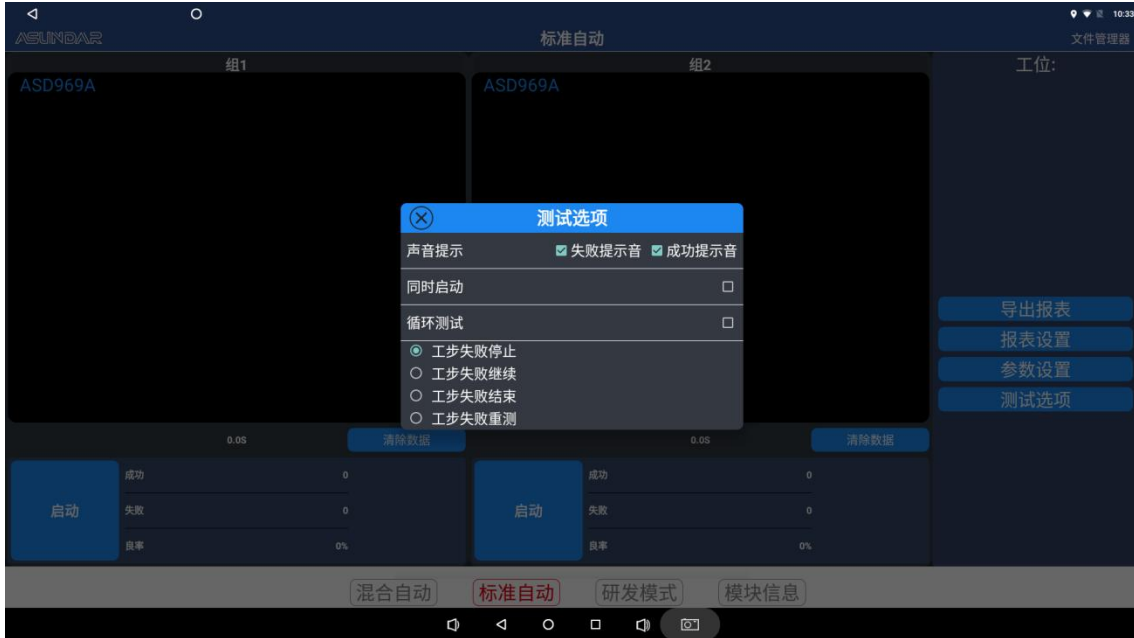 10:33
ASUNDAR 标准自动 文件管理器
组1 组2 工位:
ASD969A ASD969A
测试选项
声音提示 失败提示音 成功提示音
同时启动
循环测试
工步失败停止
工步失败继续
工步失败结束
工步失败重测
导出报表
报表设置
参数设置
测试选项
0.0S 清除数据 0.0S 清除数据
启动 成功 0 启动 成功 0
失败 0 失败 0
良率 0% 良率 0%
混合自动 标准自动 研发模式 模块信息